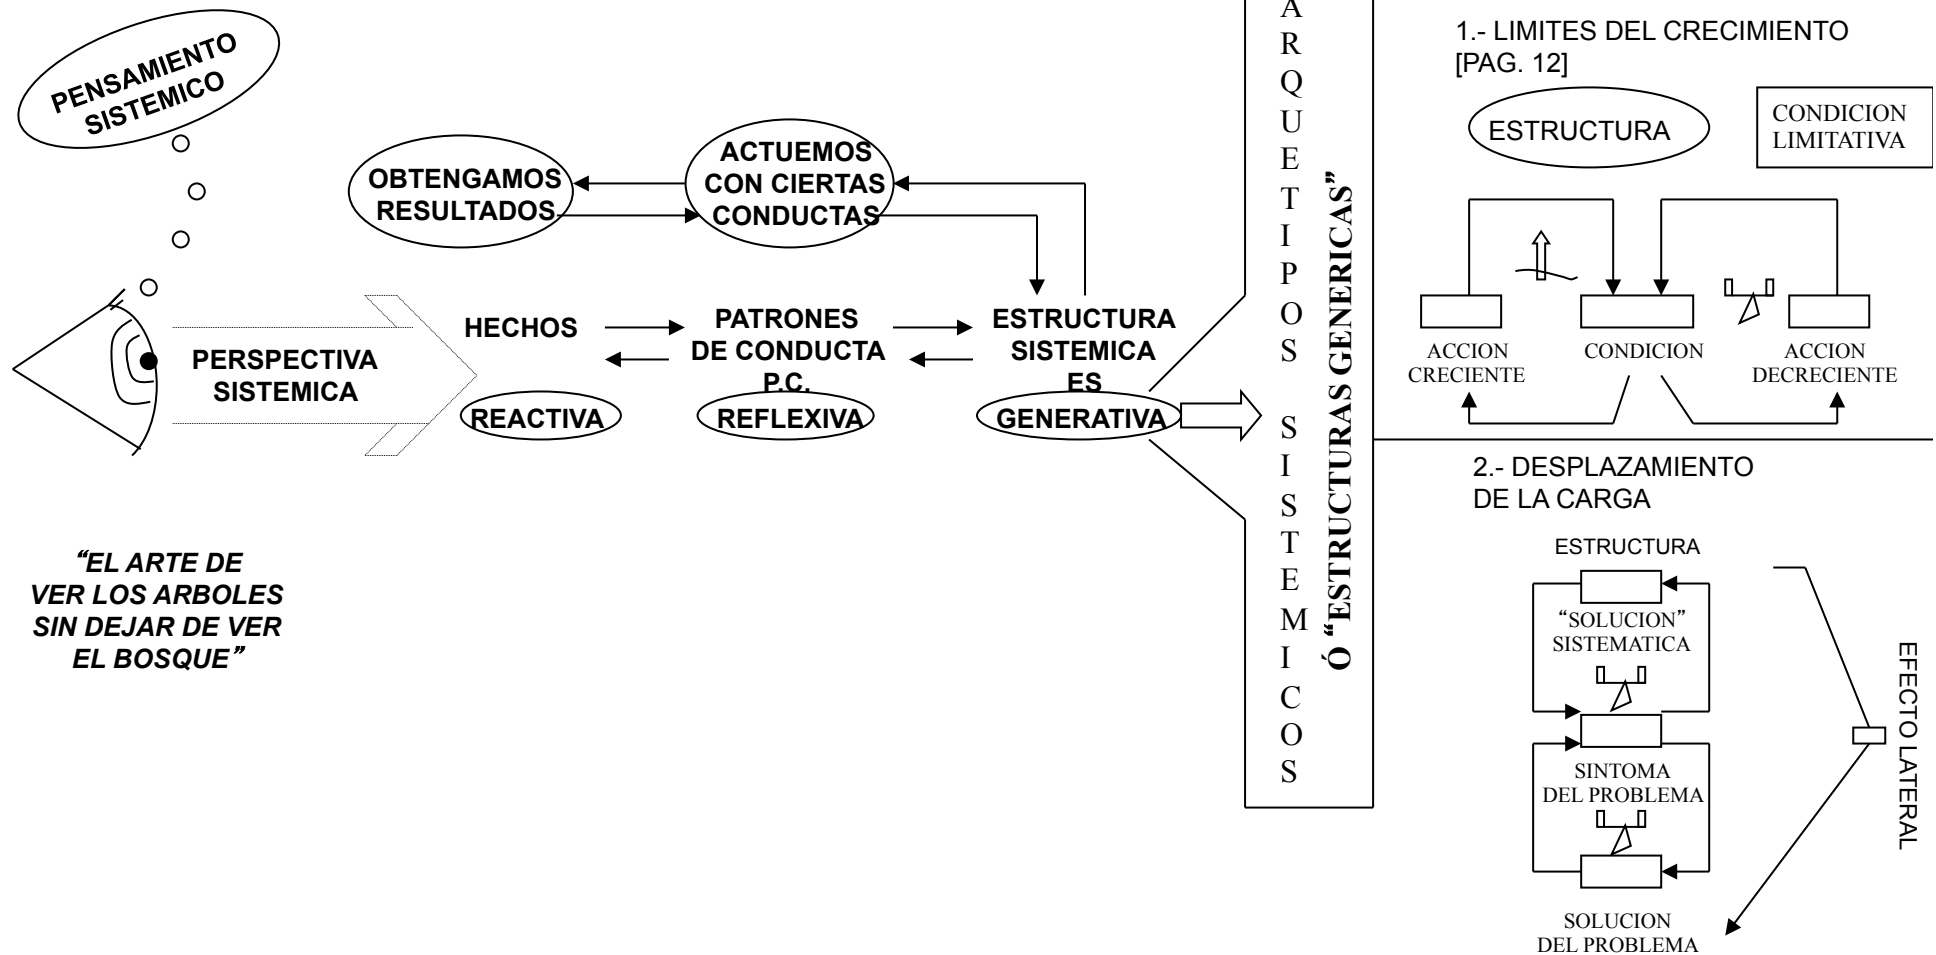 PENSAMIENTO
SISTEMICO
OBTENGAMOS
RESULTADOS
ACTUEMOS
CON CIERTAS
CONDUCTAS
PERSPECTIVA
SISTEMICA
HECHOS
REACTIVA
PATRONES
DE CONDUCTA
P.C.
REFLEXIVA
ESTRUCTURA
SISTEMICA
ES
GENERATIVA
“EL ARTE DE
VER LOS ARBOLES
SIN DEJAR DE VER
EL BOSQUE”
ARQUETIPOS SISTEMICOS
Ó “ESTRUCTURAS GENERICAS”
1.- LIMITES DEL CRECIMIENTO
[PAG. 12]
ESTRUCTURA
CONDICION
LIMITATIVA
ACCION
CRECIENTE
CONDICION
ACCION
DECRECIENTE
2.- DESPLAZAMIENTO
DE LA CARGA
ESTRUCTURA
“SOLUCION”
SISTEMATICA
SINTOMA
DEL PROBLEMA
SOLUCION
DEL PROBLEMA
EFECTO LATERAL